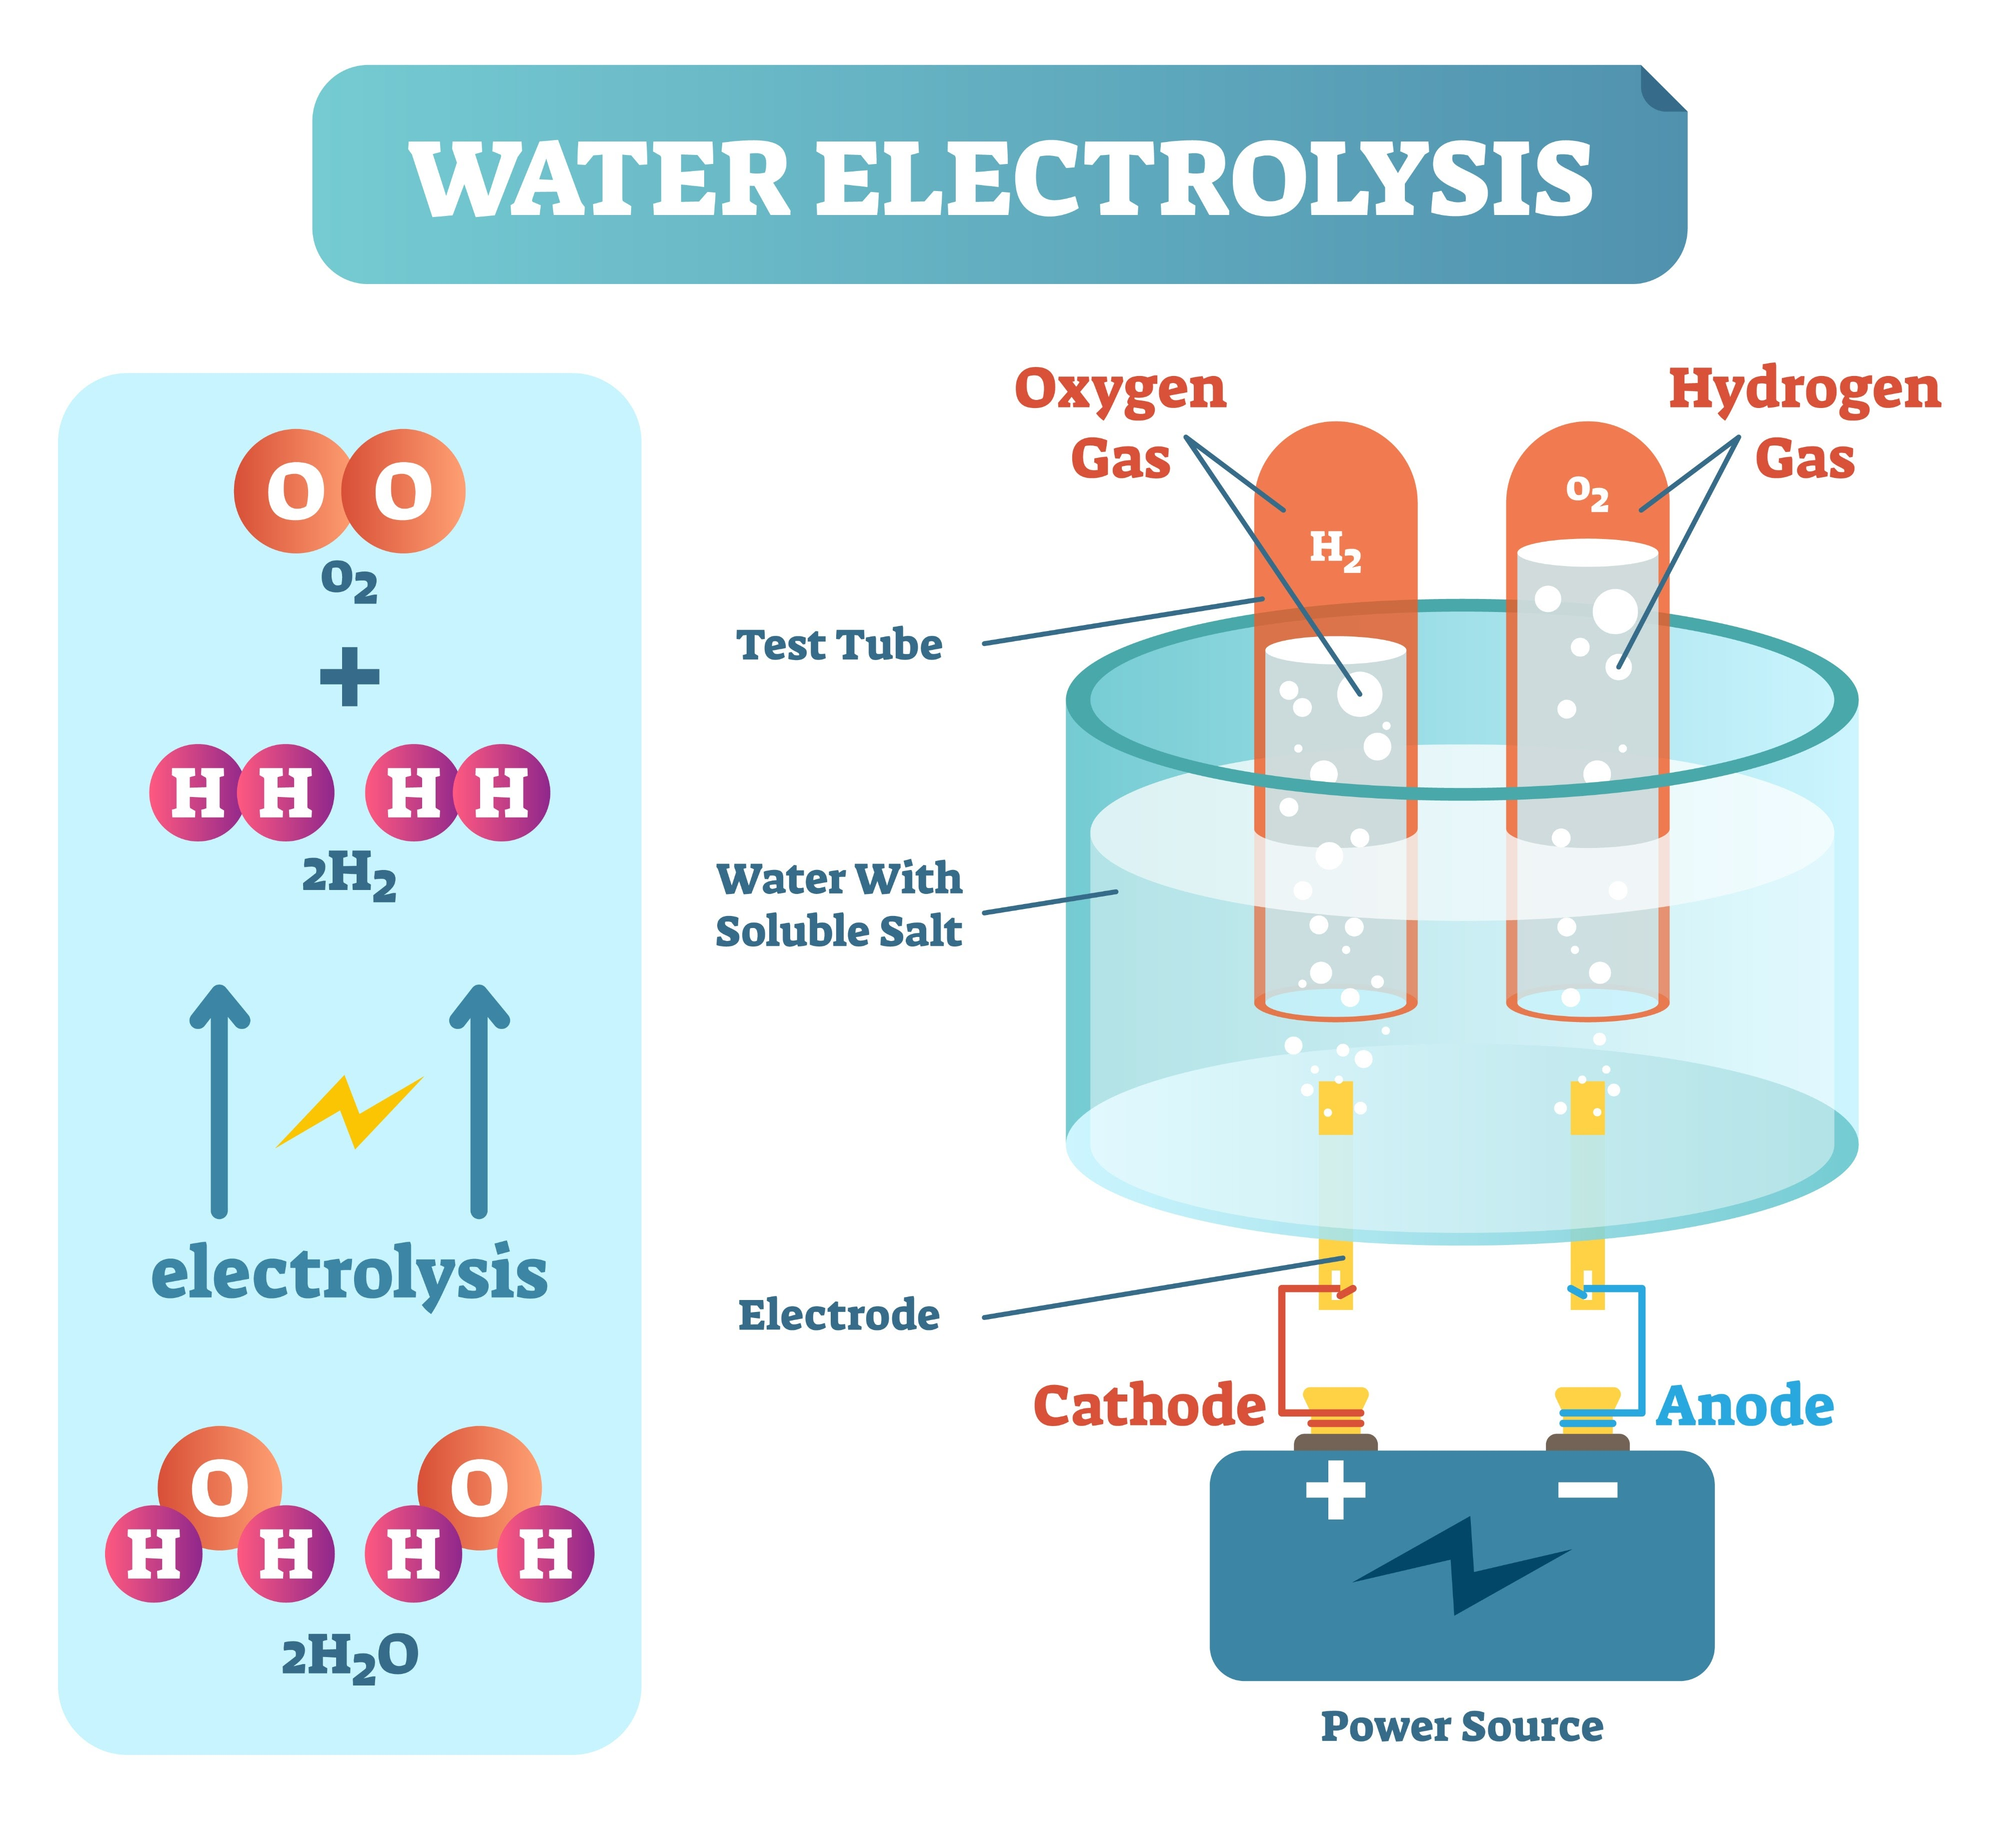 WATER ELECTROLYSIS
O O
O₂
+
H H H H
2H₂
electrolysis
O O
H H H H
2H₂O
Oxygen
Gas
Hydrogen
Gas
H₂
O₂
Test Tube
Water With
Soluble Salt
Electrode
Cathode
Anode
+ −
Power Source